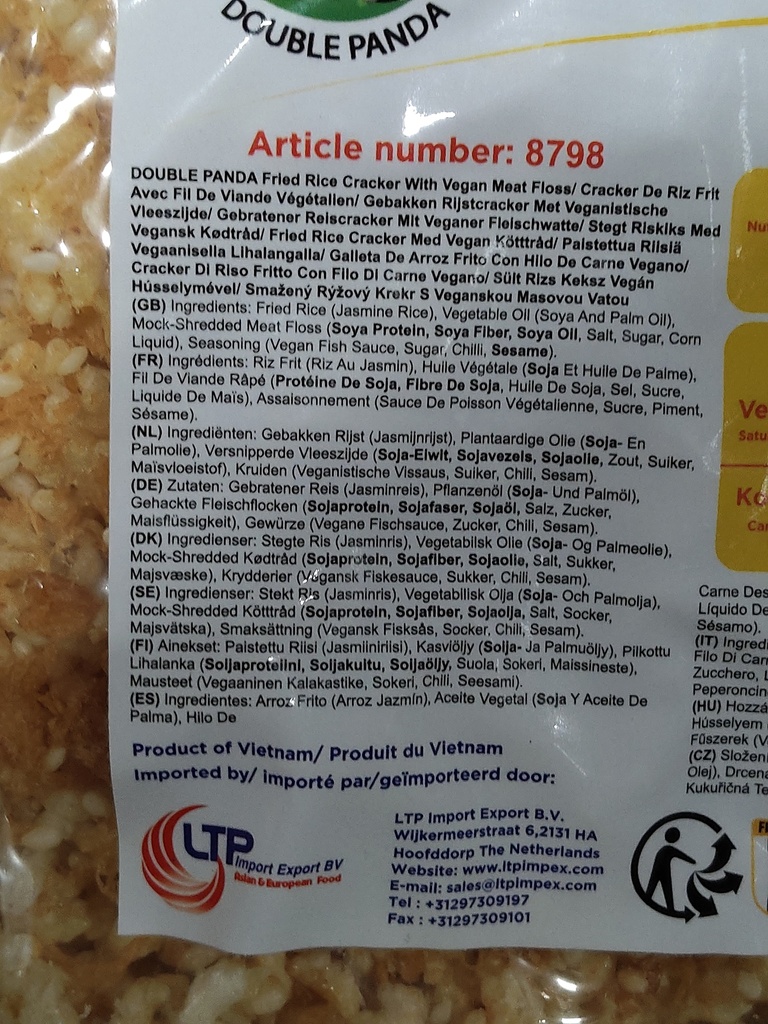 DOUBLE PANDA
Article number: 8798
DOUBLE PANDA Fried Rice Cracker With Vegan Meat Floss/ Cracker De Riz Frit
Avec Fil De Viande Végétalien/ Gebakken Rijstcracker Met Veganistische
Vleeszijde/ Gebratener Reiscracker Mit Veganer Fleischwatte/ Stegt Riskiks Med
Vegansk Kødtråd/ Fried Rice Cracker Med Vegan Kötttråd/ Paistettua Riisiä
Vegaanisella Lihalangalla/ Galleta De Arroz Frito Con Hilo De Carne Vegano/
Cracker Di Riso Fritto Con Filo Di Carne Vegano/ Sült Rizs Keksz Vegán
Hússelymével/ Smažený Rýžový Krekr S Veganskou Masovou Vatou
(GB) Ingredients: Fried Rice (Jasmine Rice), Vegetable Oil (Soya And Palm Oil),
Mock-Shredded Meat Floss (Soya Protein, Soya Fiber, Soya Oil, Salt, Sugar, Corn
Liquid), Seasoning (Vegan Fish Sauce, Sugar, Chilli, Sesame).
(FR) Ingrédients: Riz Frit (Riz Au Jasmin), Huile Végétale (Soja Et Huile De Palme),
Fil De Viande Râpé (Protéine De Soja, Fibre De Soja, Huile De Soja, Sel, Sucre,
Liquide De Maïs), Assaisonnement (Sauce De Poisson Végétalienne, Sucre, Piment,
Sésame).
(NL) Ingrediënten: Gebakken Rijst (Jasmijnrijst), Plantaardige Olie (Soja- En
Palmolie), Versnipperde Vleeszijde (Soja-Eiwit, Sojavezels, Sojaolie, Zout, Suiker,
Maïsvloeistof), Kruiden (Veganistische Vissaus, Suiker, Chili, Sesam).
(DE) Zutaten: Gebratener Reis (Jasminreis), Pflanzenöl (Soja- Und Palmöl),
Gehackte Fleischflocken (Sojaprotein, Sojafaser, Sojaöl, Salz, Zucker,
Maisflüssigkeit), Gewürze (Vegane Fischsauce, Zucker, Chili, Sesam).
(DK) Ingredienser: Stegte Ris (Jasminris), Vegetabilsk Olie (Soja- Og Palmeolie),
Mock-Shredded Kødtråd (Sojaprotein, Sojafiber, Sojaolie, Salt, Sukker,
Majsvæske), Krydderier (Vegansk Fiskesauce, Sukker, Chili, Sesam).
(SE) Ingredienser: Stekt Ris (Jasminris), Vegetabilisk Olja (Soja- Och Palmolja),
Mock-Shredded Kötttråd (Sojaprotein, Sojafiber, Sojaolja, Salt, Socker,
Majsvätska), Smaksättning (Vegansk Fisksås, Socker, Chili, Sesam).
(FI) Ainekset: Paistettu Riisi (Jasmiiniriisi), Kasviöljy (Soija- Ja Palmuöljy), Pilkottu
Lihalanka (Soijaproteiini, Soijakuitu, Soijaöljy, Suola, Sokeri, Maissineste),
Mausteet (Vegaaninen Kalakastike, Sokeri, Chili, Seesami).
(ES) Ingredientes: Arroz Frito (Arroz Jazmín), Aceite Vegetal (Soja Y Aceite De
Palma), Hilo De
Carne Des
Líquido De
Sésamo).
(IT) Ingredi
Filo Di Carn
Zucchero, L
Peperoncin
(HU) Hozzá
Hússelyem
Fűszerek (V
(CZ) Složen
Olej), Drcena
Kukuřičná Te
Nu
Ve
Satu
Ko
Car
Product of Vietnam/ Produit du Vietnam
Imported by/ importé par/geïmporteerd door:
LTP
Import Export BV
Asian & European Food
LTP Import Export B.V.
Wijkermeerstraat 6,2131 HA
Hoofddorp The Netherlands
Website: www.ltpimpex.com
E-mail: sales@ltpimpex.com
Tel : +31297309197
Fax : +31297309101